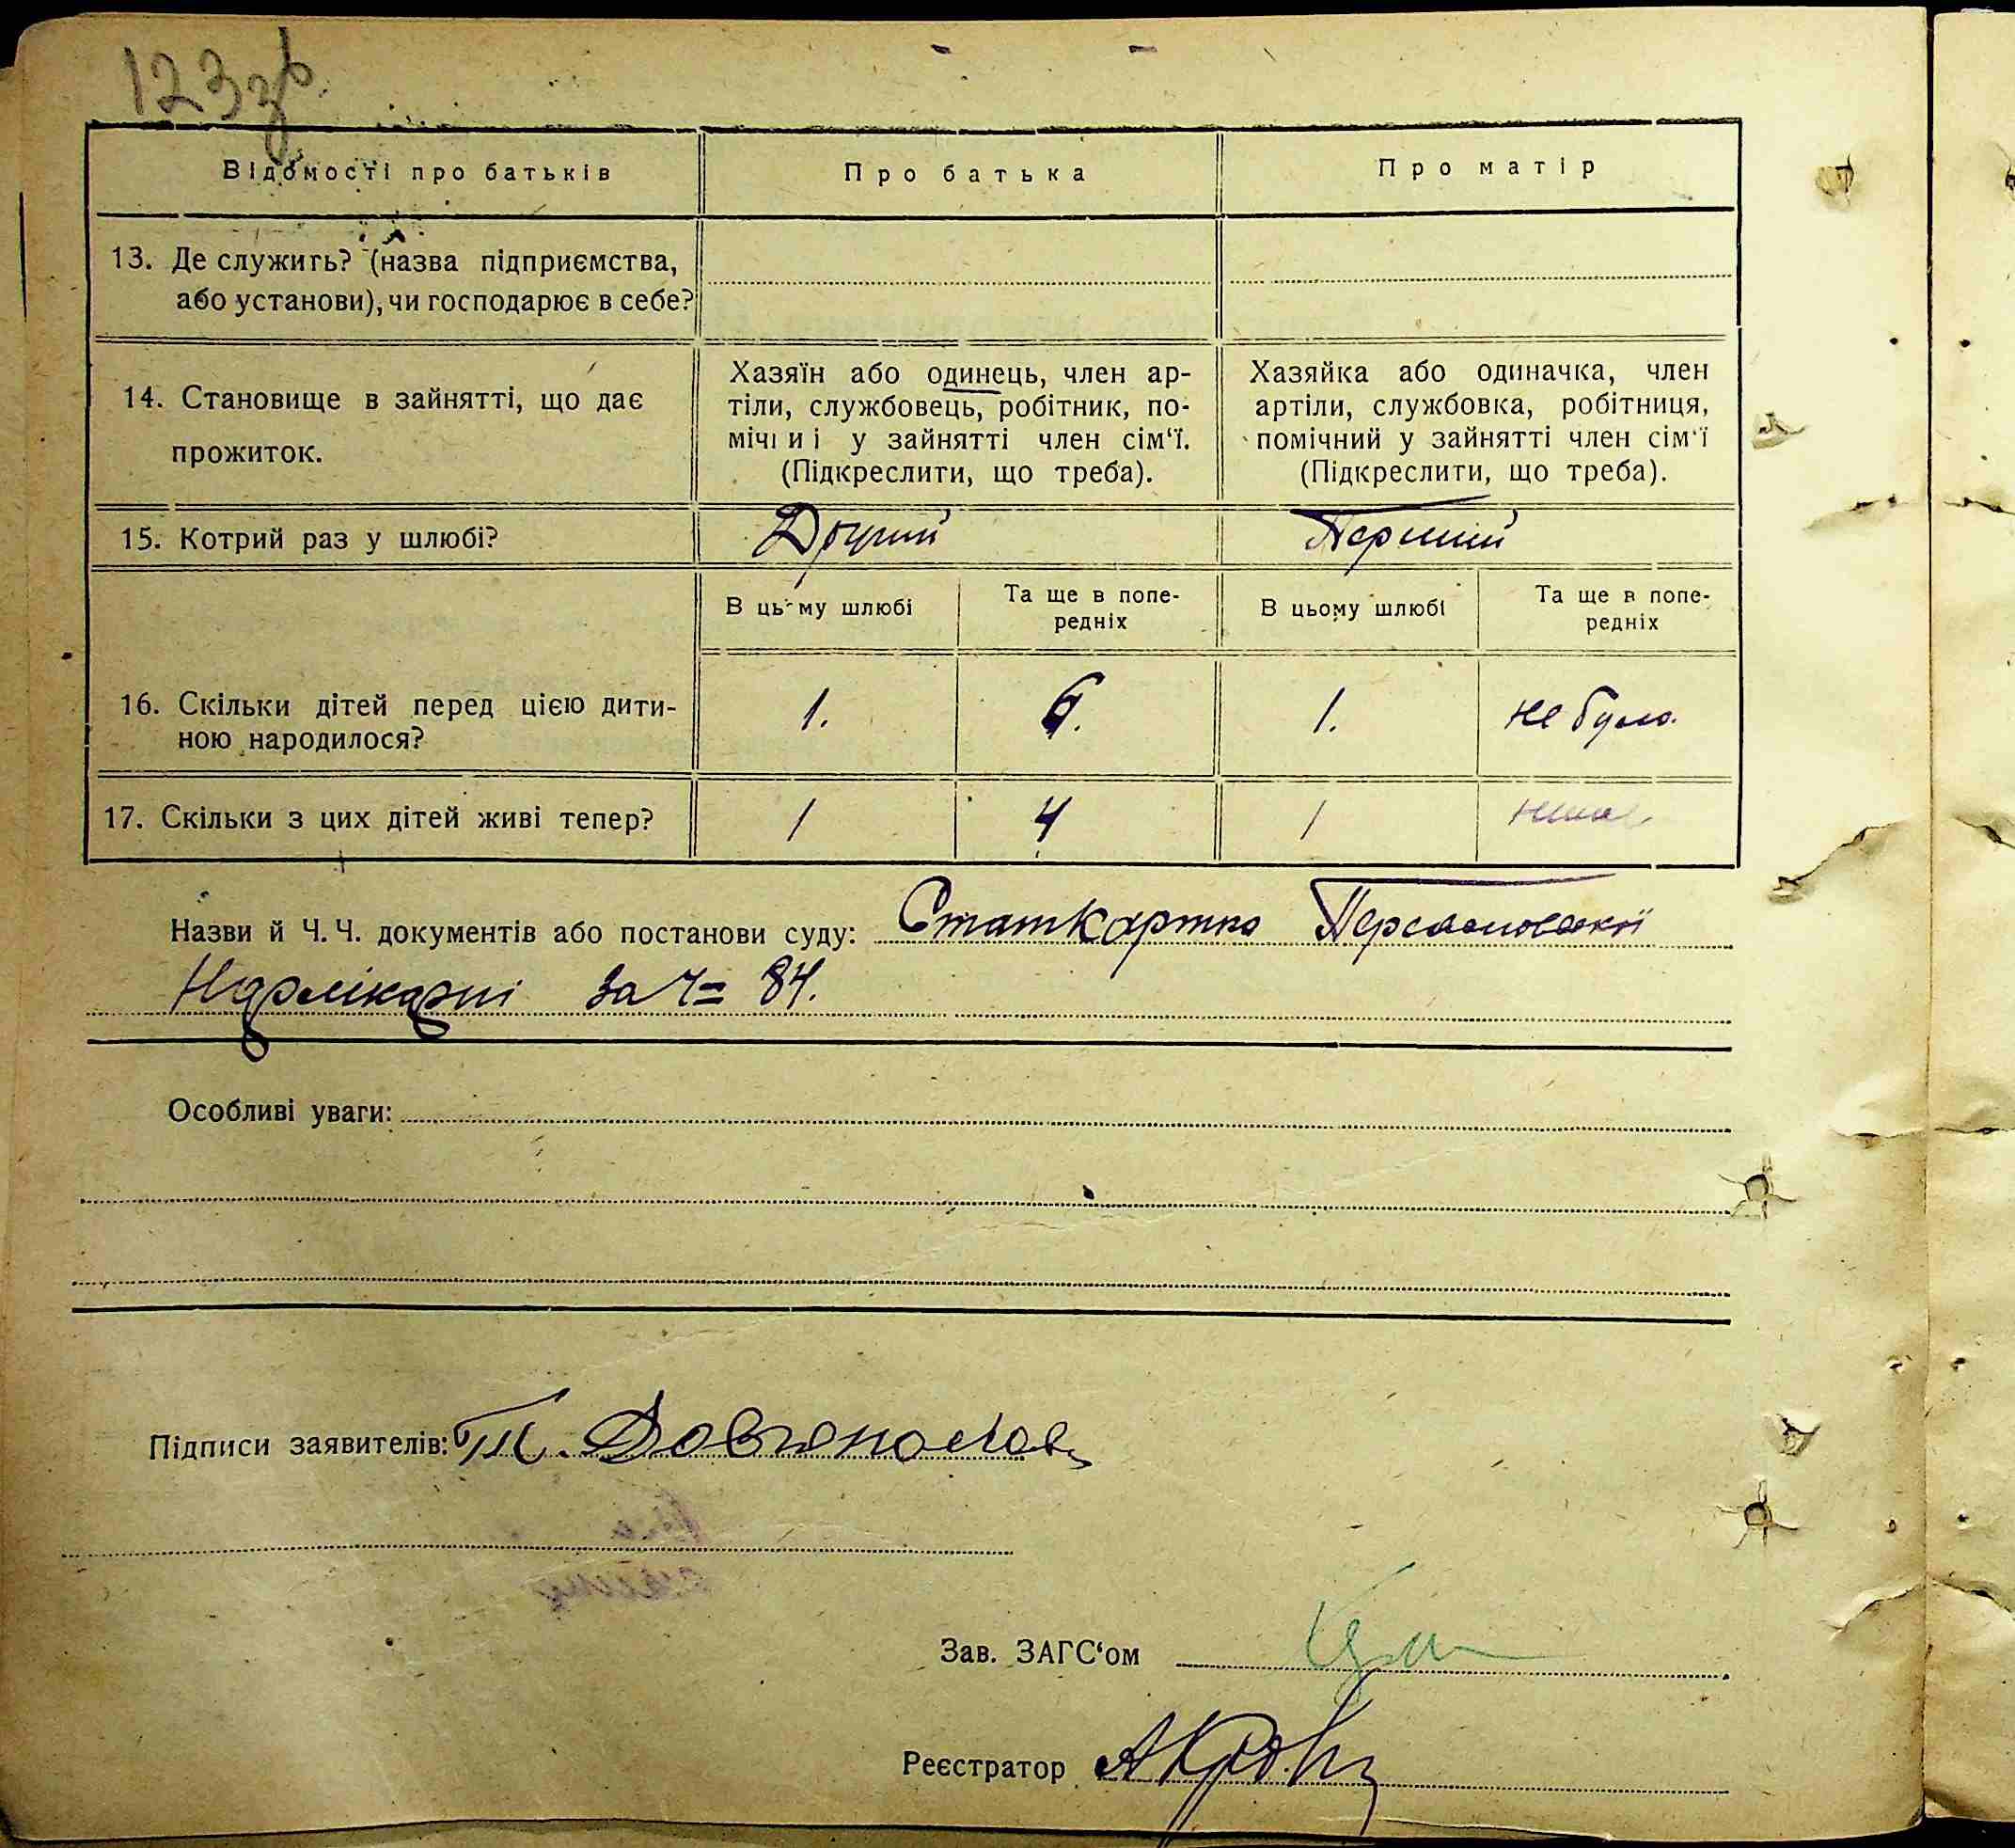 123зв.
Відомості про батьків
Про батька
Про матір
13. Де служить? (назва підприємства,
або установи), чи господарює в себе?
14. Становище в зайнятті, що дає
прожиток.
Хазяїн або одинець, член ар-
тіли, службовець, робітник, по-
мічн и і у зайнятті член сім‘ї.
(Підкреслити, що треба).
Хазяйка або одиначка, член
артіли, службовка, робітниця,
помічний у зайнятті член сім‘ї
(Підкреслити, що треба).
15. Котрий раз у шлюбі?
Другий
Перший
В цьому шлюбі
Та ще в попе-
редніх
В цьому шлюбі
Та ще в попе-
редніх
16. Скільки дітей перед цією дити-
ною народилося?
1.
6.
1.
не було.
17. Скільки з цих дітей живі тепер?
1
4
1
нема
Назви й Ч. Ч. документів або постанови суду: Статкартка
Нарлікарні за ч= 84.
Особливі уваги:
Підписи заявителів:
Зав. ЗАГС‘ом
Реєстратор